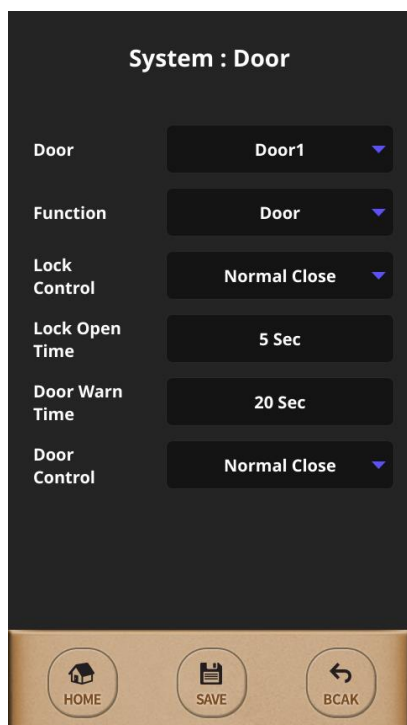 System : Door
Door Door1
Function Door
Lock
Control Normal Close
Lock Open
Time 5 Sec
Door Warn
Time 20 Sec
Door
Control Normal Close
HOME SAVE BCAK